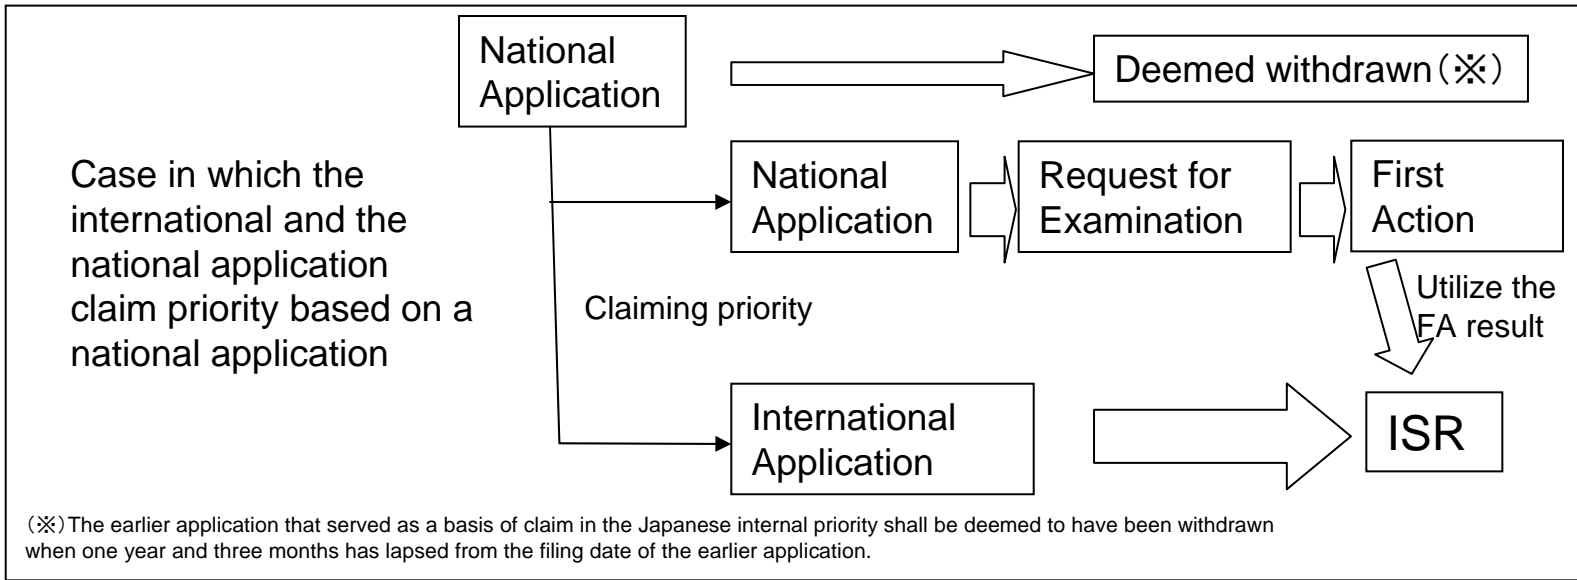 National
Application
Deemed withdrawn(※)
Case in which the
international and the
national application
claim priority based on a
national application
National
Application
Request for
Examination
First
Action
Utilize the
FA result
Claiming priority
International
Application
ISR
(※)The earlier application that served as a basis of claim in the Japanese internal priority shall be deemed to have been withdrawn
when one year and three months has lapsed from the filing date of the earlier application.